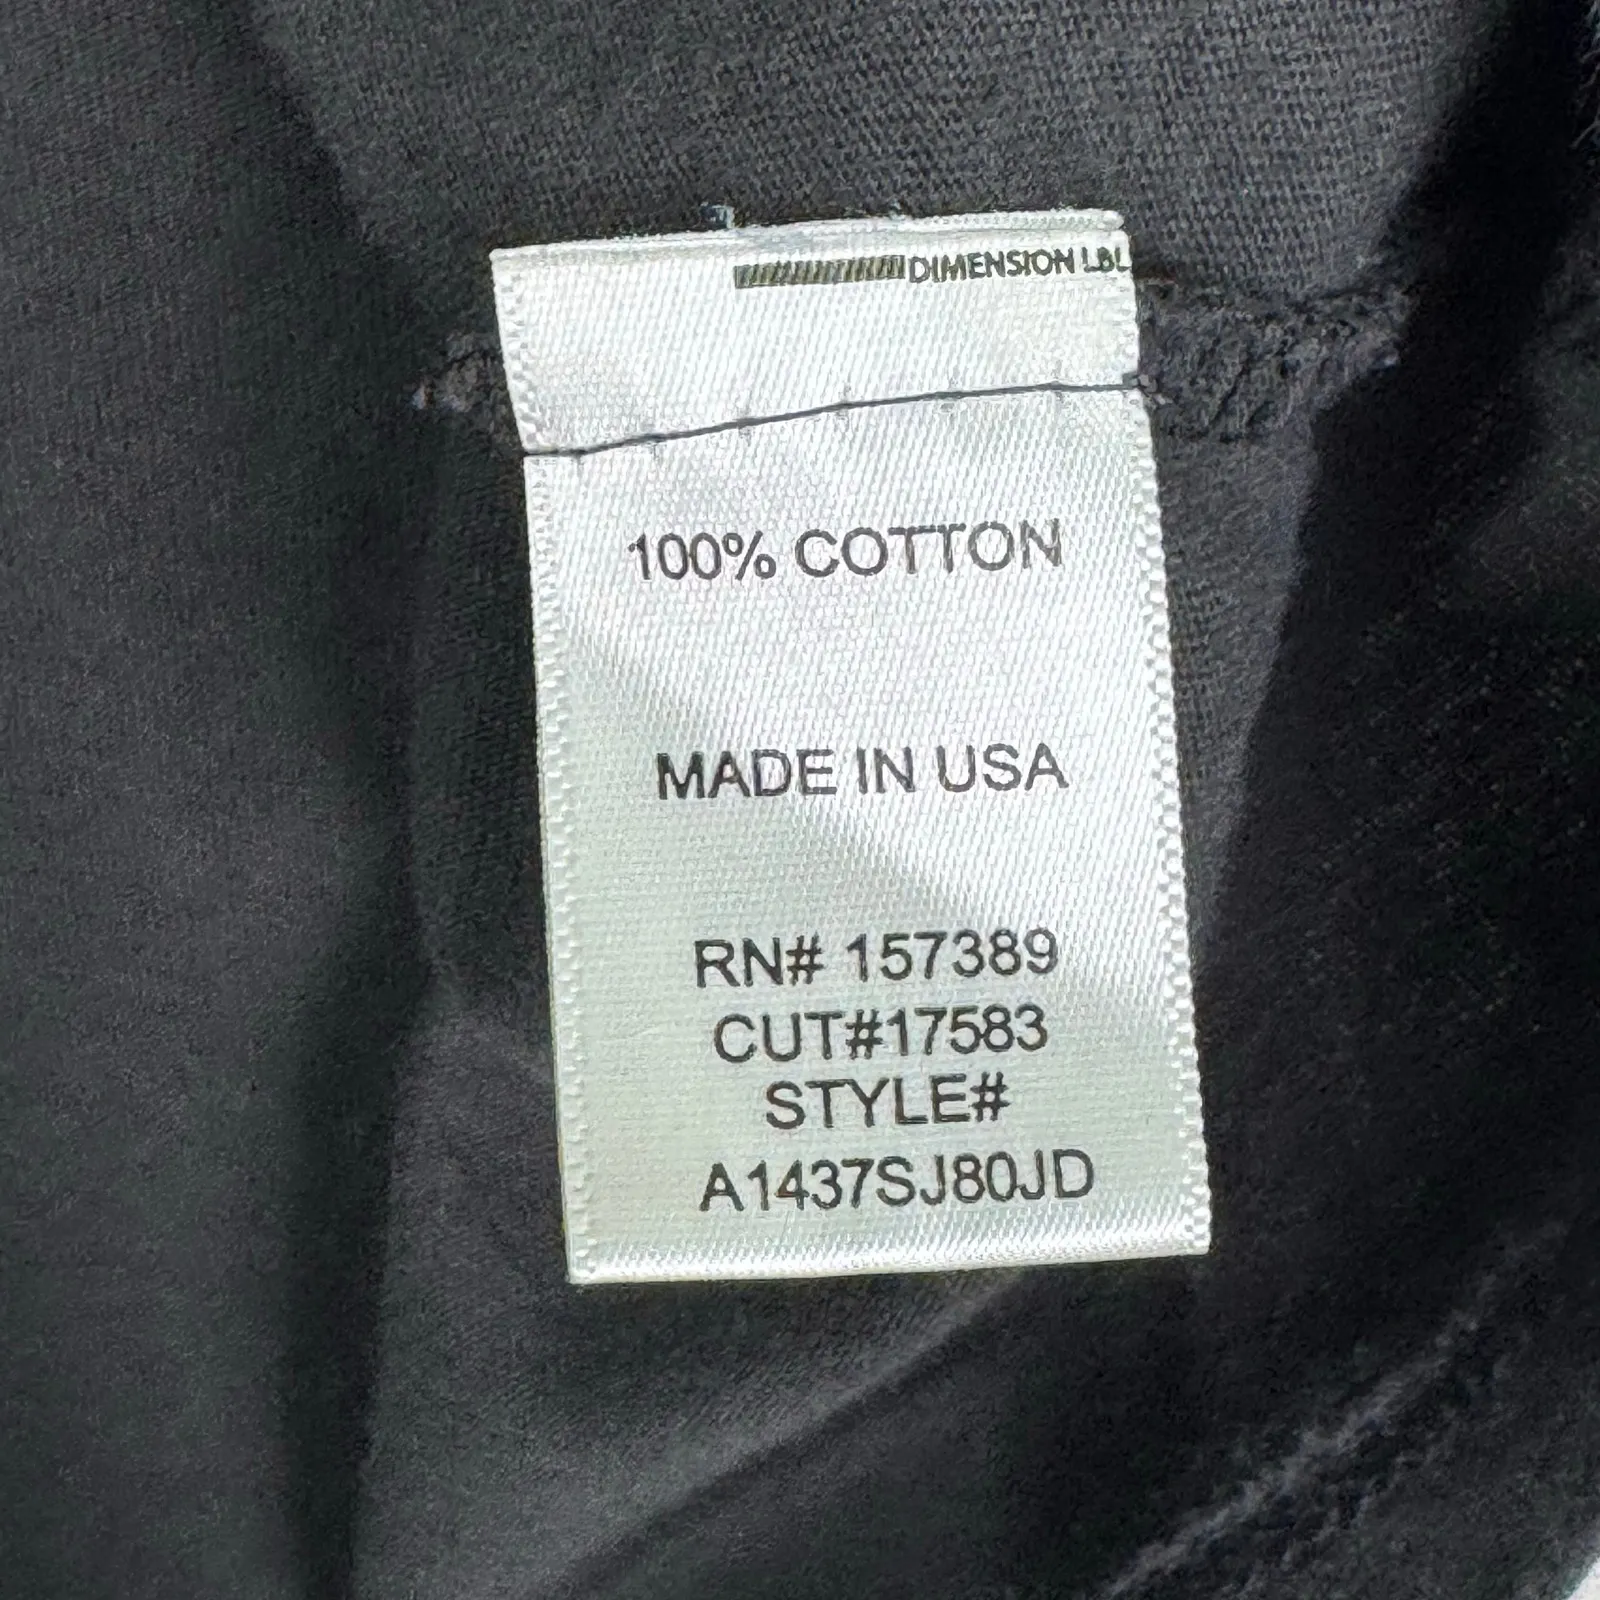 DIMENSION LBL
100% COTTON
MADE IN USA
RN# 157389
CUT#17583
STYLE#
A1437SJ80JD